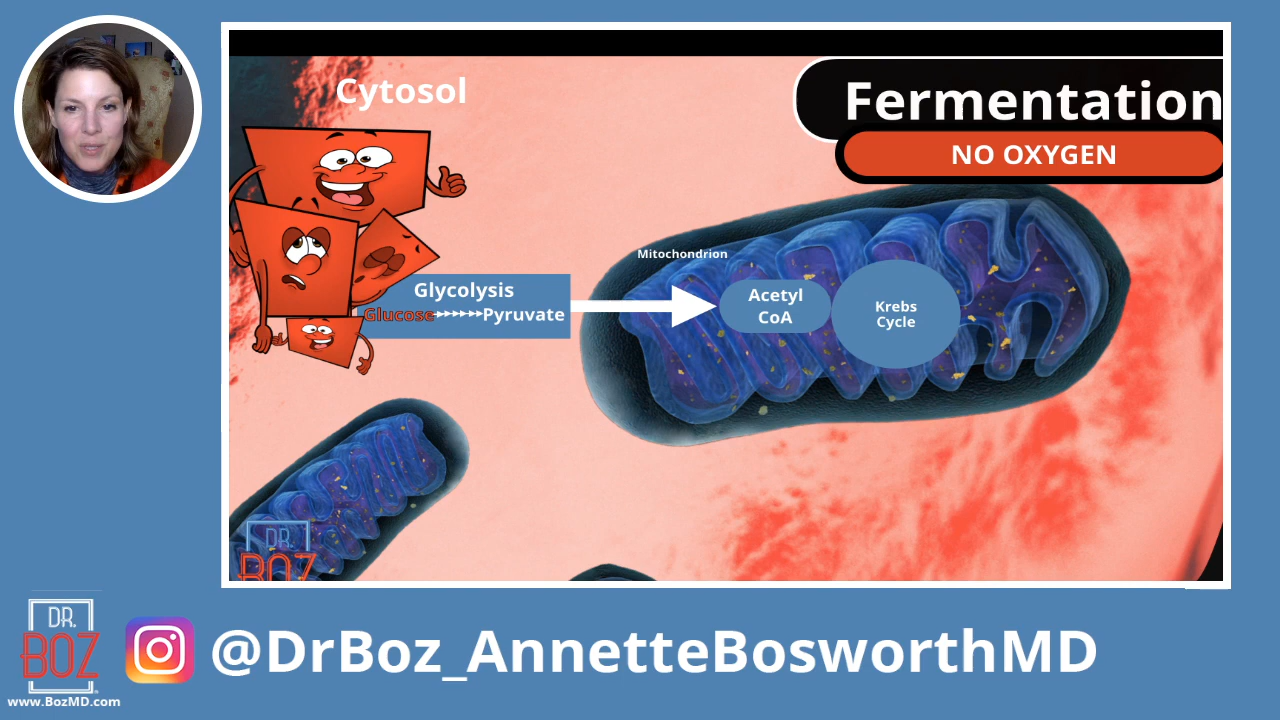 Cytosol
Fermentation
NO OXYGEN
Mitochondrion
Glycolysis
Glucose Pyruvate
Acetyl
CoA
Krebs
Cycle
DR.
BOZ
DR.
BOZ
@DrBoz_AnnetteBosworthMD
www.BozMD.com